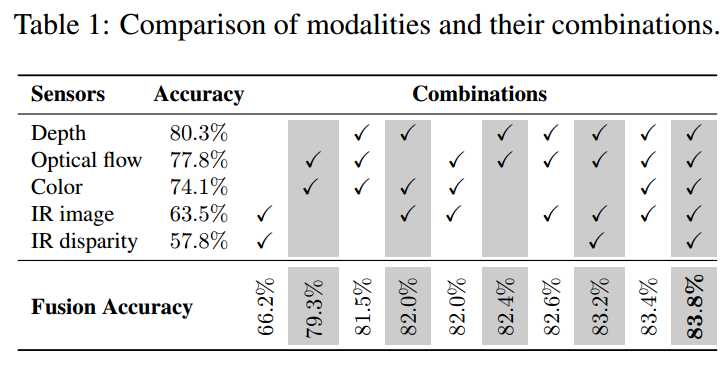 Table 1: Comparison of modalities and their combinations.
Sensors Accuracy Combinations
Depth 80.3% ✓ ✓ ✓ ✓ ✓ ✓ ✓
Optical flow 77.8% ✓ ✓ ✓ ✓ ✓ ✓ ✓ ✓
Color 74.1% ✓ ✓ ✓ ✓ ✓ ✓
IR image 63.5% ✓ ✓ ✓ ✓ ✓ ✓ ✓
IR disparity 57.8% ✓ ✓ ✓
Fusion Accuracy 66.2% 79.3% 81.5% 82.0% 82.0% 82.4% 82.6% 83.2% 83.4% 83.8%